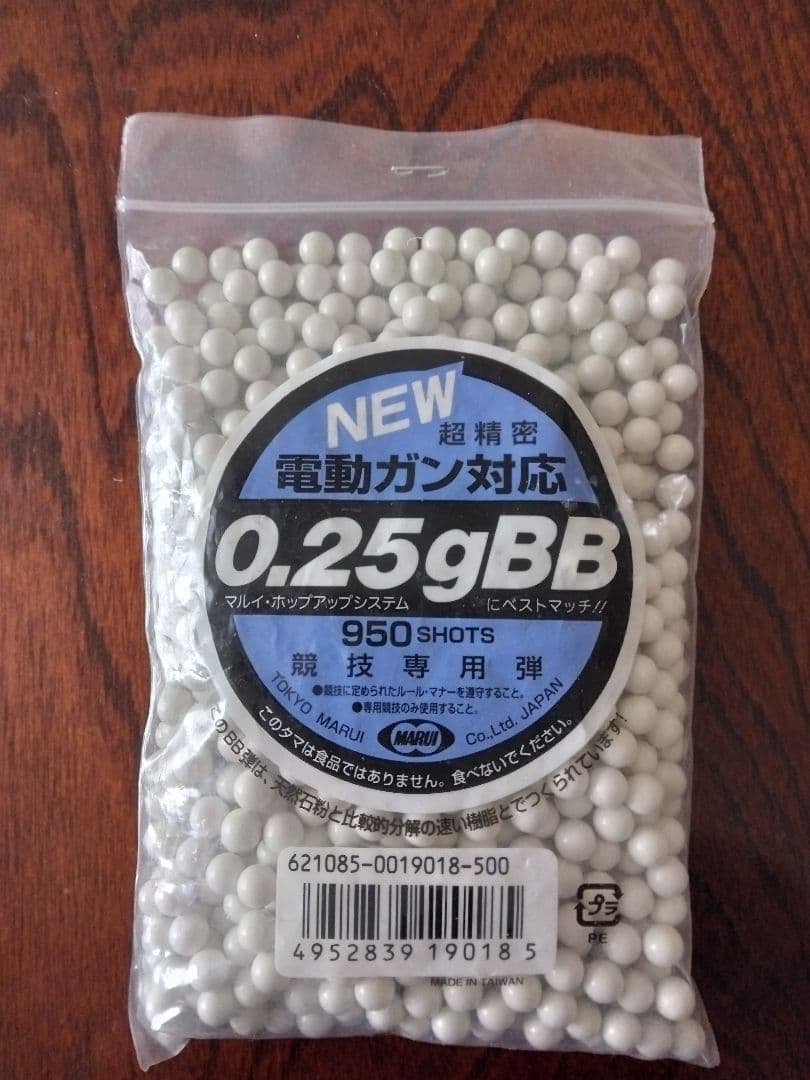 NEW
超精密
電動ガン対応
0.25gBB
マルイ・ホップアップシステム にベストマッチ!!
950 SHOTS
競技専用弾
●競技に定められたルール・マナーを遵守すること。
●専用競技のみ使用すること。
TOKYO MARUI MARUI Co.,Ltd. JAPAN
このタマは食品ではありません。食べないでください。
このBB弾は、天然石粉と比較的分解の速い樹脂とでつくられています!
621085-0019018-500
4952839190185
プラ
PE
MADE IN TAIWAN